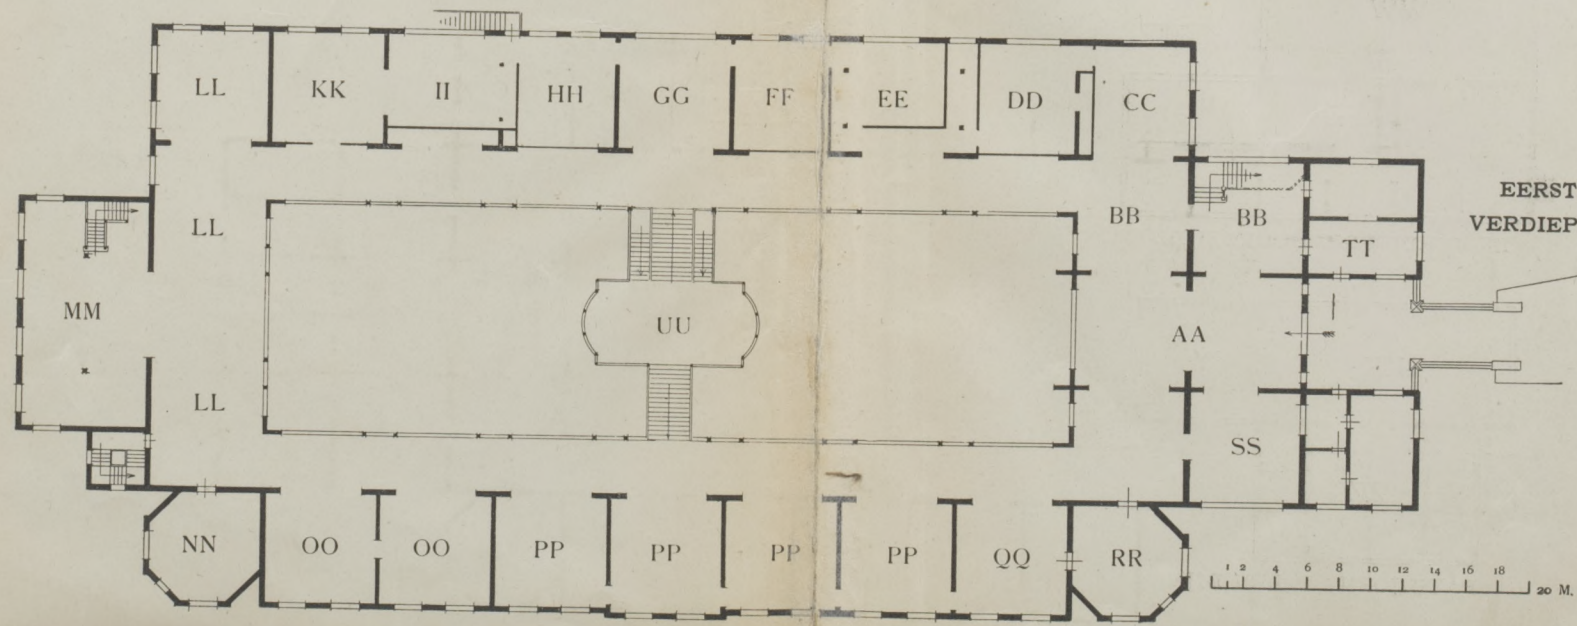 LL KK II HH GG FF EE DD CC
EERST
VERDIEP
LL BB BB TT
MM UU AA
LL SS
NN OO OO PP PP PP PP QQ RR
1 2 4 6 8 10 12 14 16 18 20 M.